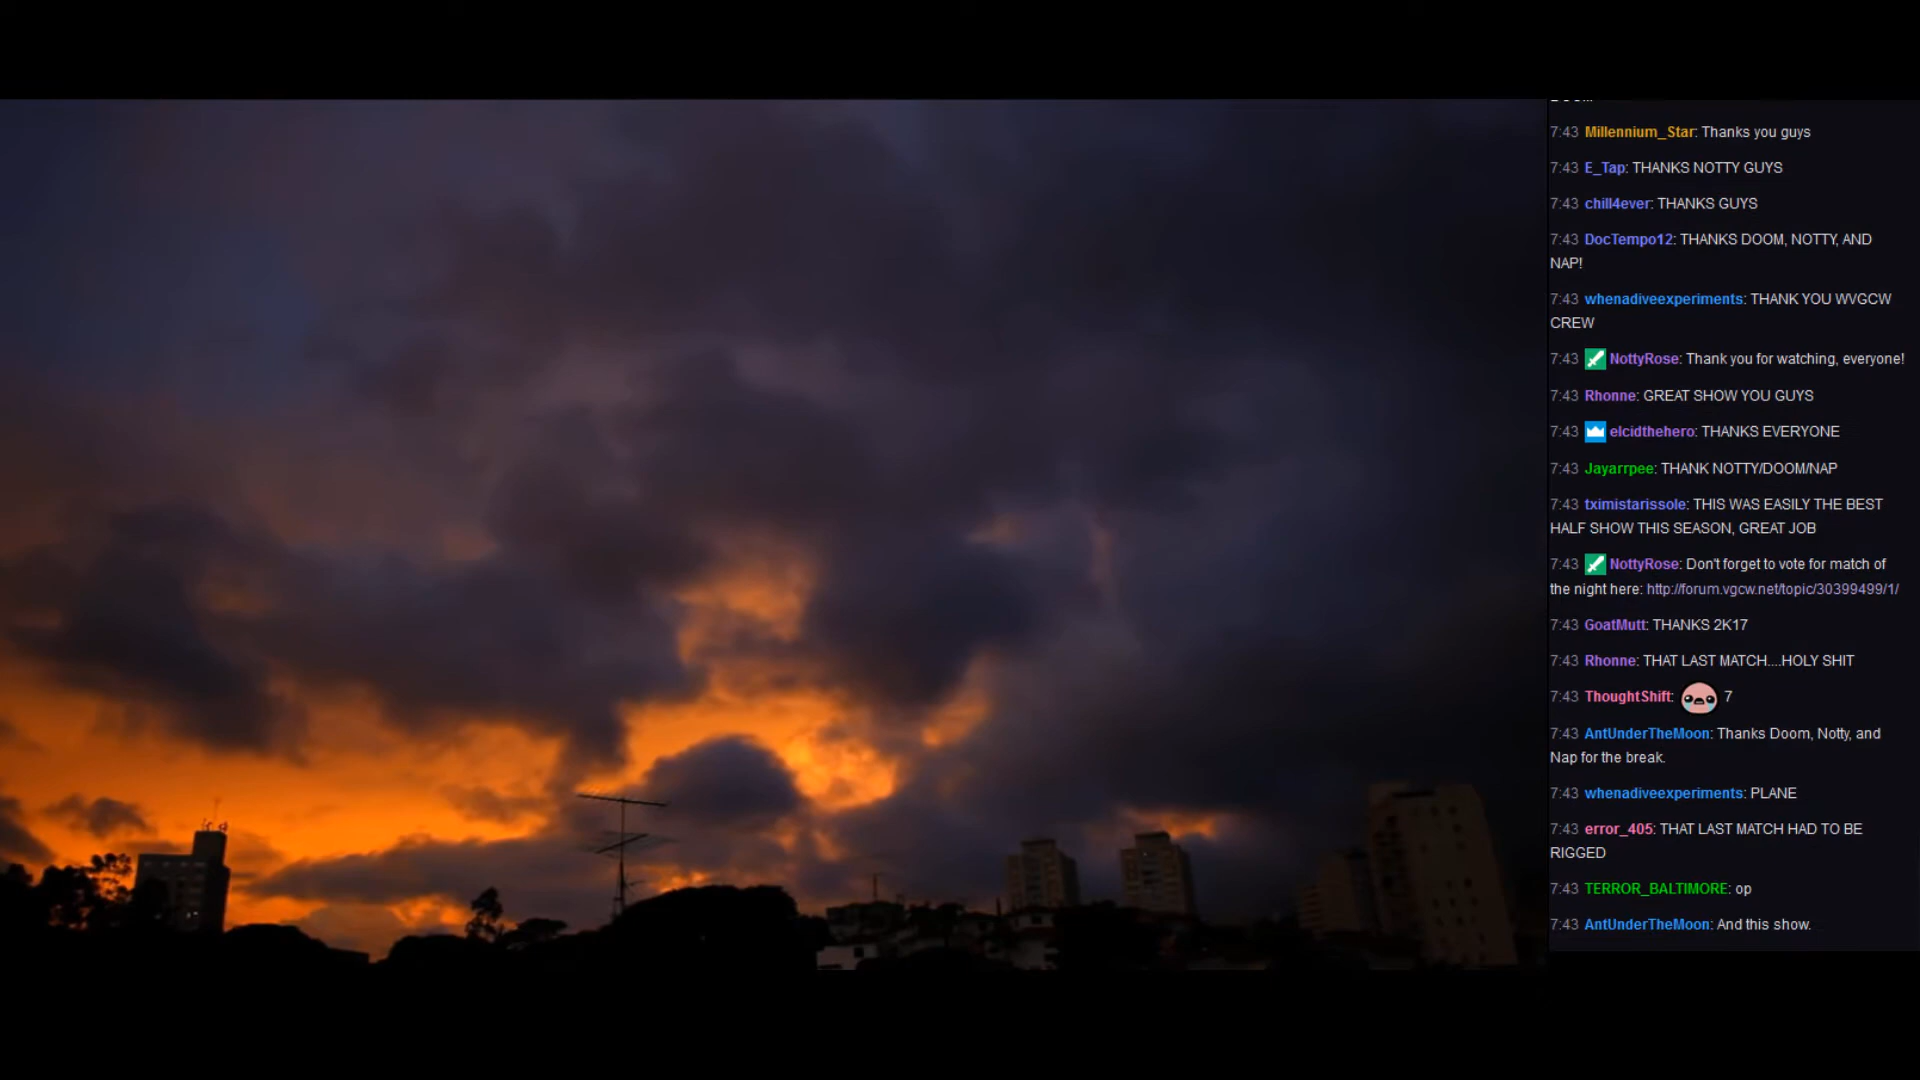 7:43 Millennium_Star: Thanks you guys
7:43 E_Tap: THANKS NOTTY GUYS
7:43 chill4ever: THANKS GUYS
7:43 DocTempo12: THANKS DOOM, NOTTY, AND
NAP!
7:43 whenadiveexperiments: THANK YOU WVGCW
CREW
7:43 NottyRose: Thank you for watching, everyone!
7:43 Rhonne: GREAT SHOW YOU GUYS
7:43 elcidthehero: THANKS EVERYONE
7:43 Jayarrpee: THANK NOTTY/DOOM/NAP
7:43 tximistarissole: THIS WAS EASILY THE BEST
HALF SHOW THIS SEASON, GREAT JOB
7:43 NottyRose: Don't forget to vote for match of
the night here: http://forum.vgcw.net/topic/30399499/1/
7:43 GoatMutt: THANKS 2K17
7:43 Rhonne: THAT LAST MATCH....HOLY SHIT
7:43 ThoughtShift: 7
7:43 AntUnderTheMoon: Thanks Doom, Notty, and
Nap for the break.
7:43 whenadiveexperiments: PLANE
7:43 error_405: THAT LAST MATCH HAD TO BE
RIGGED
7:43 TERROR_BALTIMORE: op
7:43 AntUnderTheMoon: And this show.